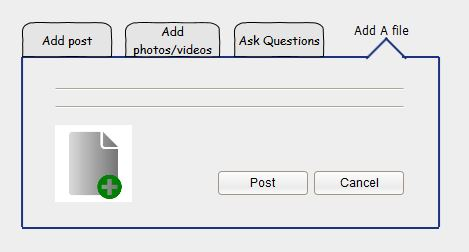 Add post
Add
photos/videos
Ask Questions
Add A file
Post
Cancel